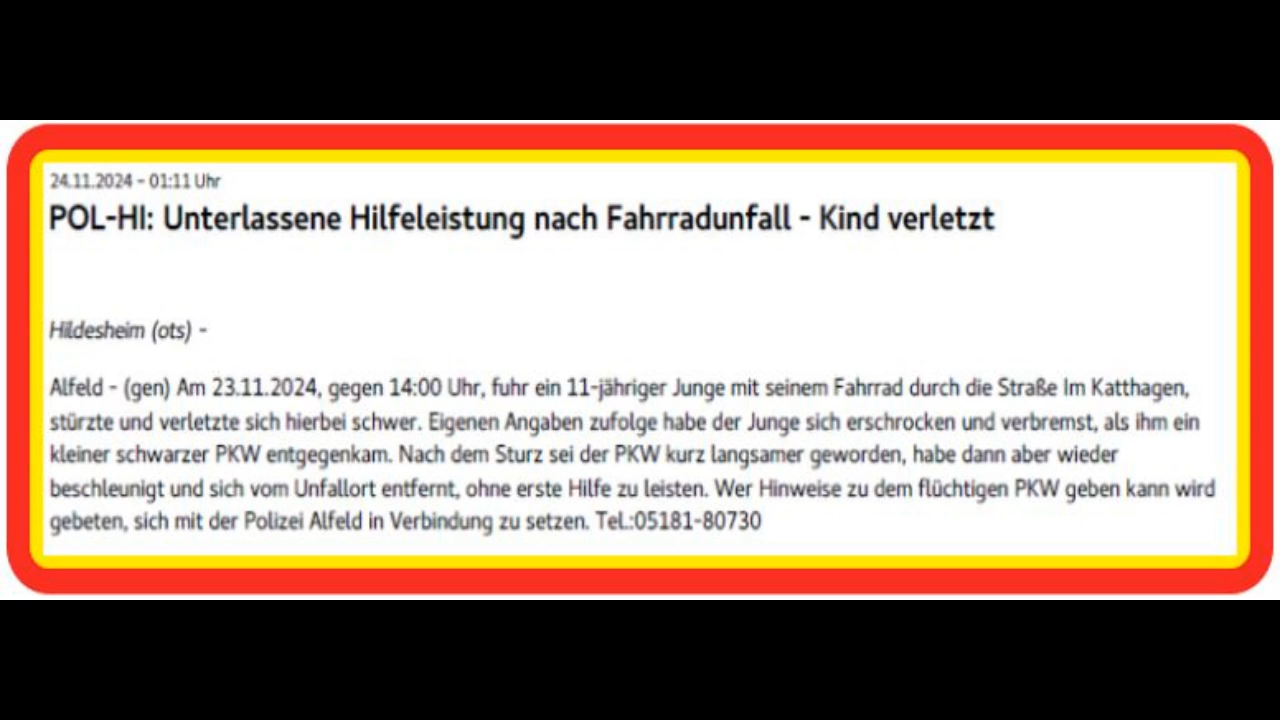 24.11.2024 – 01:11 Uhr
POL-HI: Unterlassene Hilfeleistung nach Fahrradunfall - Kind verletzt
Hildesheim (ots) -
Alfeld - (gen) Am 23.11.2024, gegen 14:00 Uhr, fuhr ein 11-jähriger Junge mit seinem Fahrrad durch die Straße Im Katthagen,
stürzte und verletzte sich hierbei schwer. Eigenen Angaben zufolge habe der Junge sich erschrocken und verbremst, als ihm ein
kleiner schwarzer PKW entgegenkam. Nach dem Sturz sei der PKW kurz langsamer geworden, habe dann aber wieder
beschleunigt und sich vom Unfallort entfernt, ohne erste Hilfe zu leisten. Wer Hinweise zu dem flüchtigen PKW geben kann wird
gebeten, sich mit der Polizei Alfeld in Verbindung zu setzen. Tel.:05181-80730